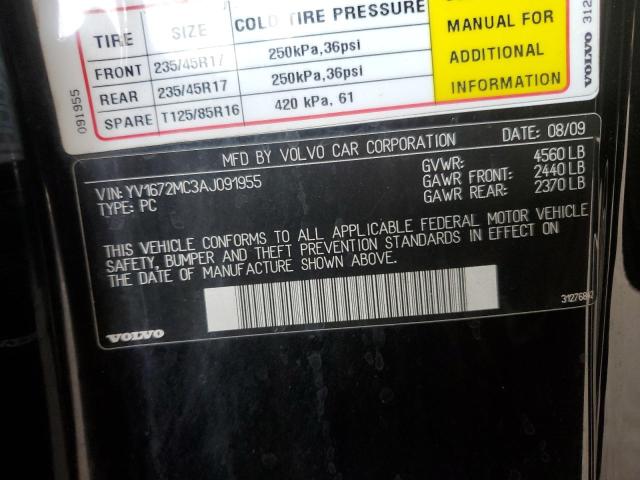 COLD TIRE PRESSURE
TIRE SIZE
FRONT 235/45R17 250kPa,36psi
REAR 235/45R17 250kPa,36psi
SPARE T125/85R16 420 kPa, 61
MANUAL FOR
ADDITIONAL
INFORMATION
VOLVO 312
091955
MFD BY VOLVO CAR CORPORATION DATE: 08/09
VIN: YV1672MC3AJ091955
TYPE: PC
GVWR: 4560 LB
GAWR FRONT: 2440 LB
GAWR REAR: 2370 LB
THIS VEHICLE CONFORMS TO ALL APPLICABLE FEDERAL MOTOR VEHICLE
SAFETY, BUMPER AND THEFT PREVENTION STANDARDS IN EFFECT ON
THE DATE OF MANUFACTURE SHOWN ABOVE.
VOLVO